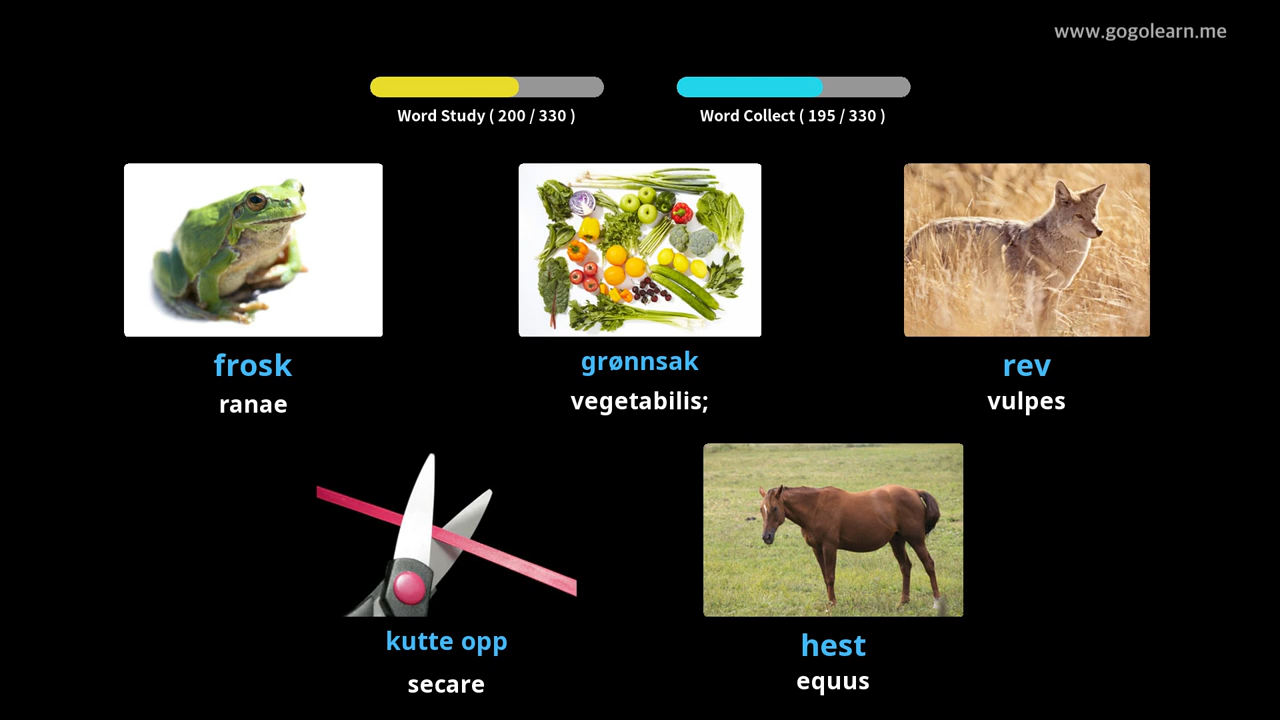 www.gogolearn.me
Word Study ( 200 / 330 )
Word Collect ( 195 / 330 )
frosk
ranae
grønnsak
vegetabilis;
rev
vulpes
kutte opp
secare
hest
equus